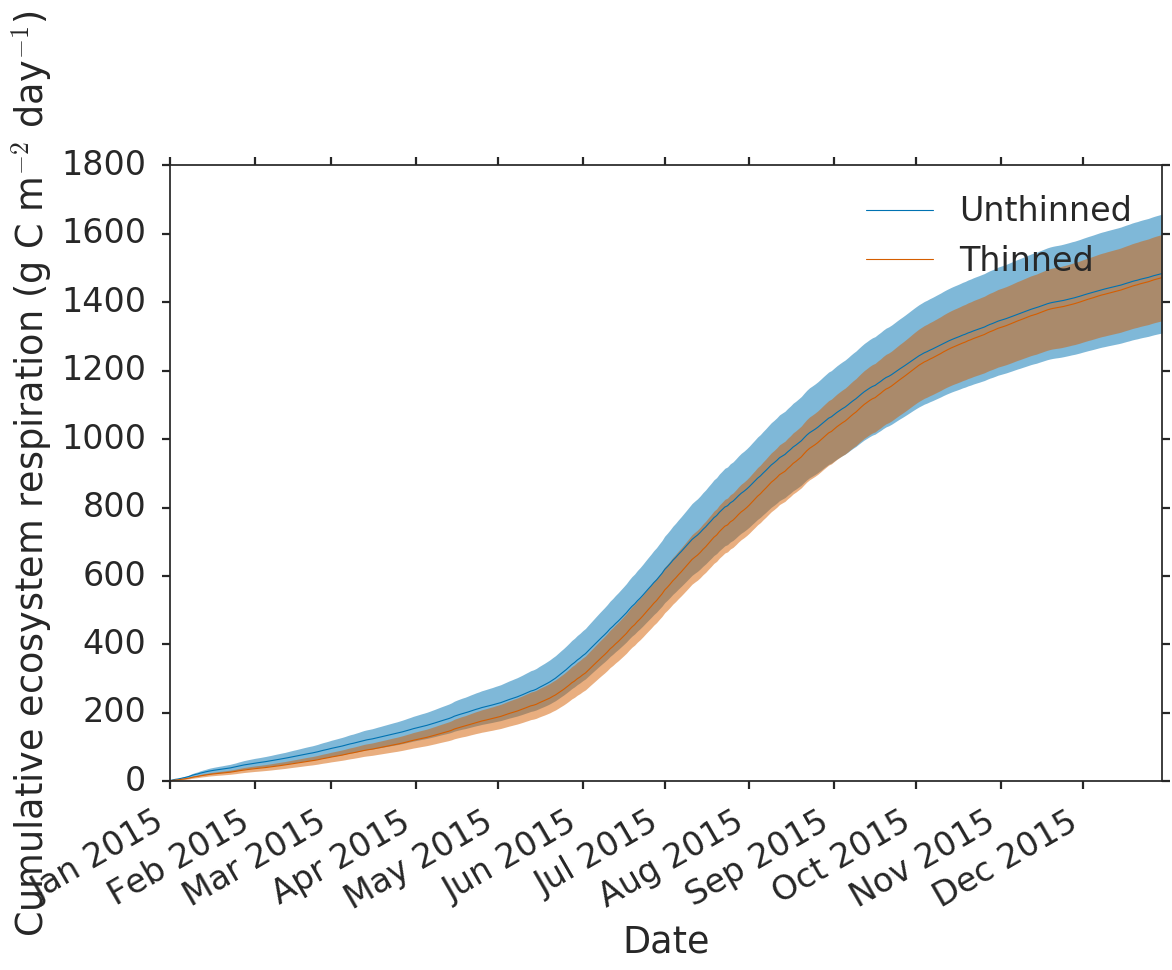 Cumulative ecosystem respiration (g C m⁻² day⁻¹)
1800
1600
1400
1200
1000
800
600
400
200
0
Unthinned
Thinned
Jan 2015
Feb 2015
Mar 2015
Apr 2015
May 2015
Jun 2015
Jul 2015
Aug 2015
Sep 2015
Oct 2015
Nov 2015
Dec 2015
Date